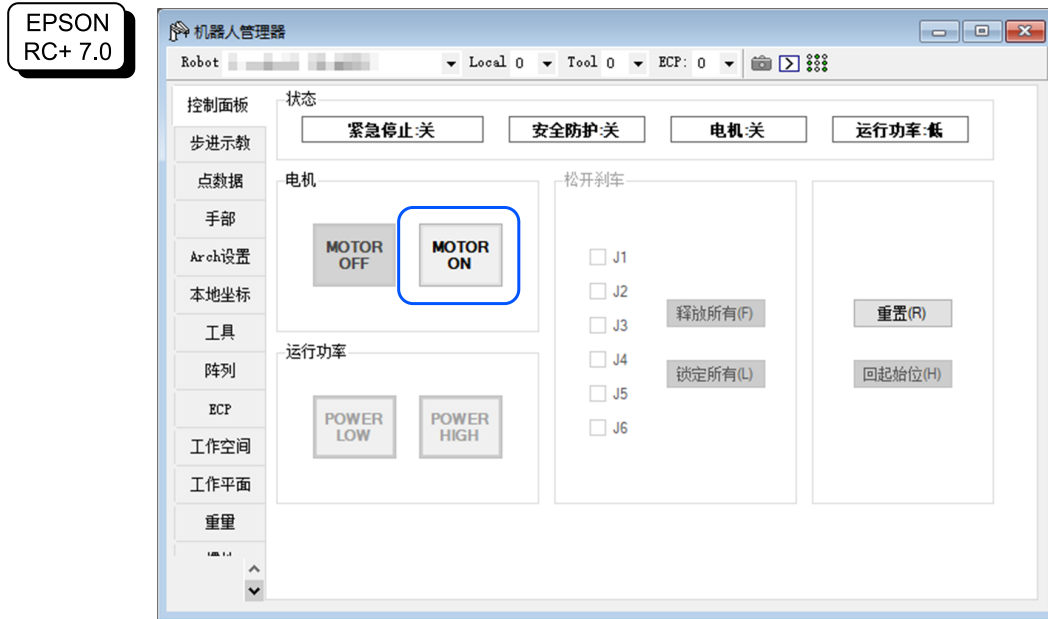 EPSON
RC+ 7.0
机器人管理器
Robot
Local 0
Tool 0
ECP: 0
控制面板
步进示教
点数据
手部
Arch设置
本地坐标
工具
阵列
ECP
工作空间
工作平面
重量
状态
紧急停止:关
安全防护:关
电机:关
运行功率:低
电机
MOTOR
OFF
MOTOR
ON
运行功率
POWER
LOW
POWER
HIGH
松开刹车
J1
J2
J3
J4
J5
J6
释放所有(F)
锁定所有(L)
重置(R)
回起始位(H)